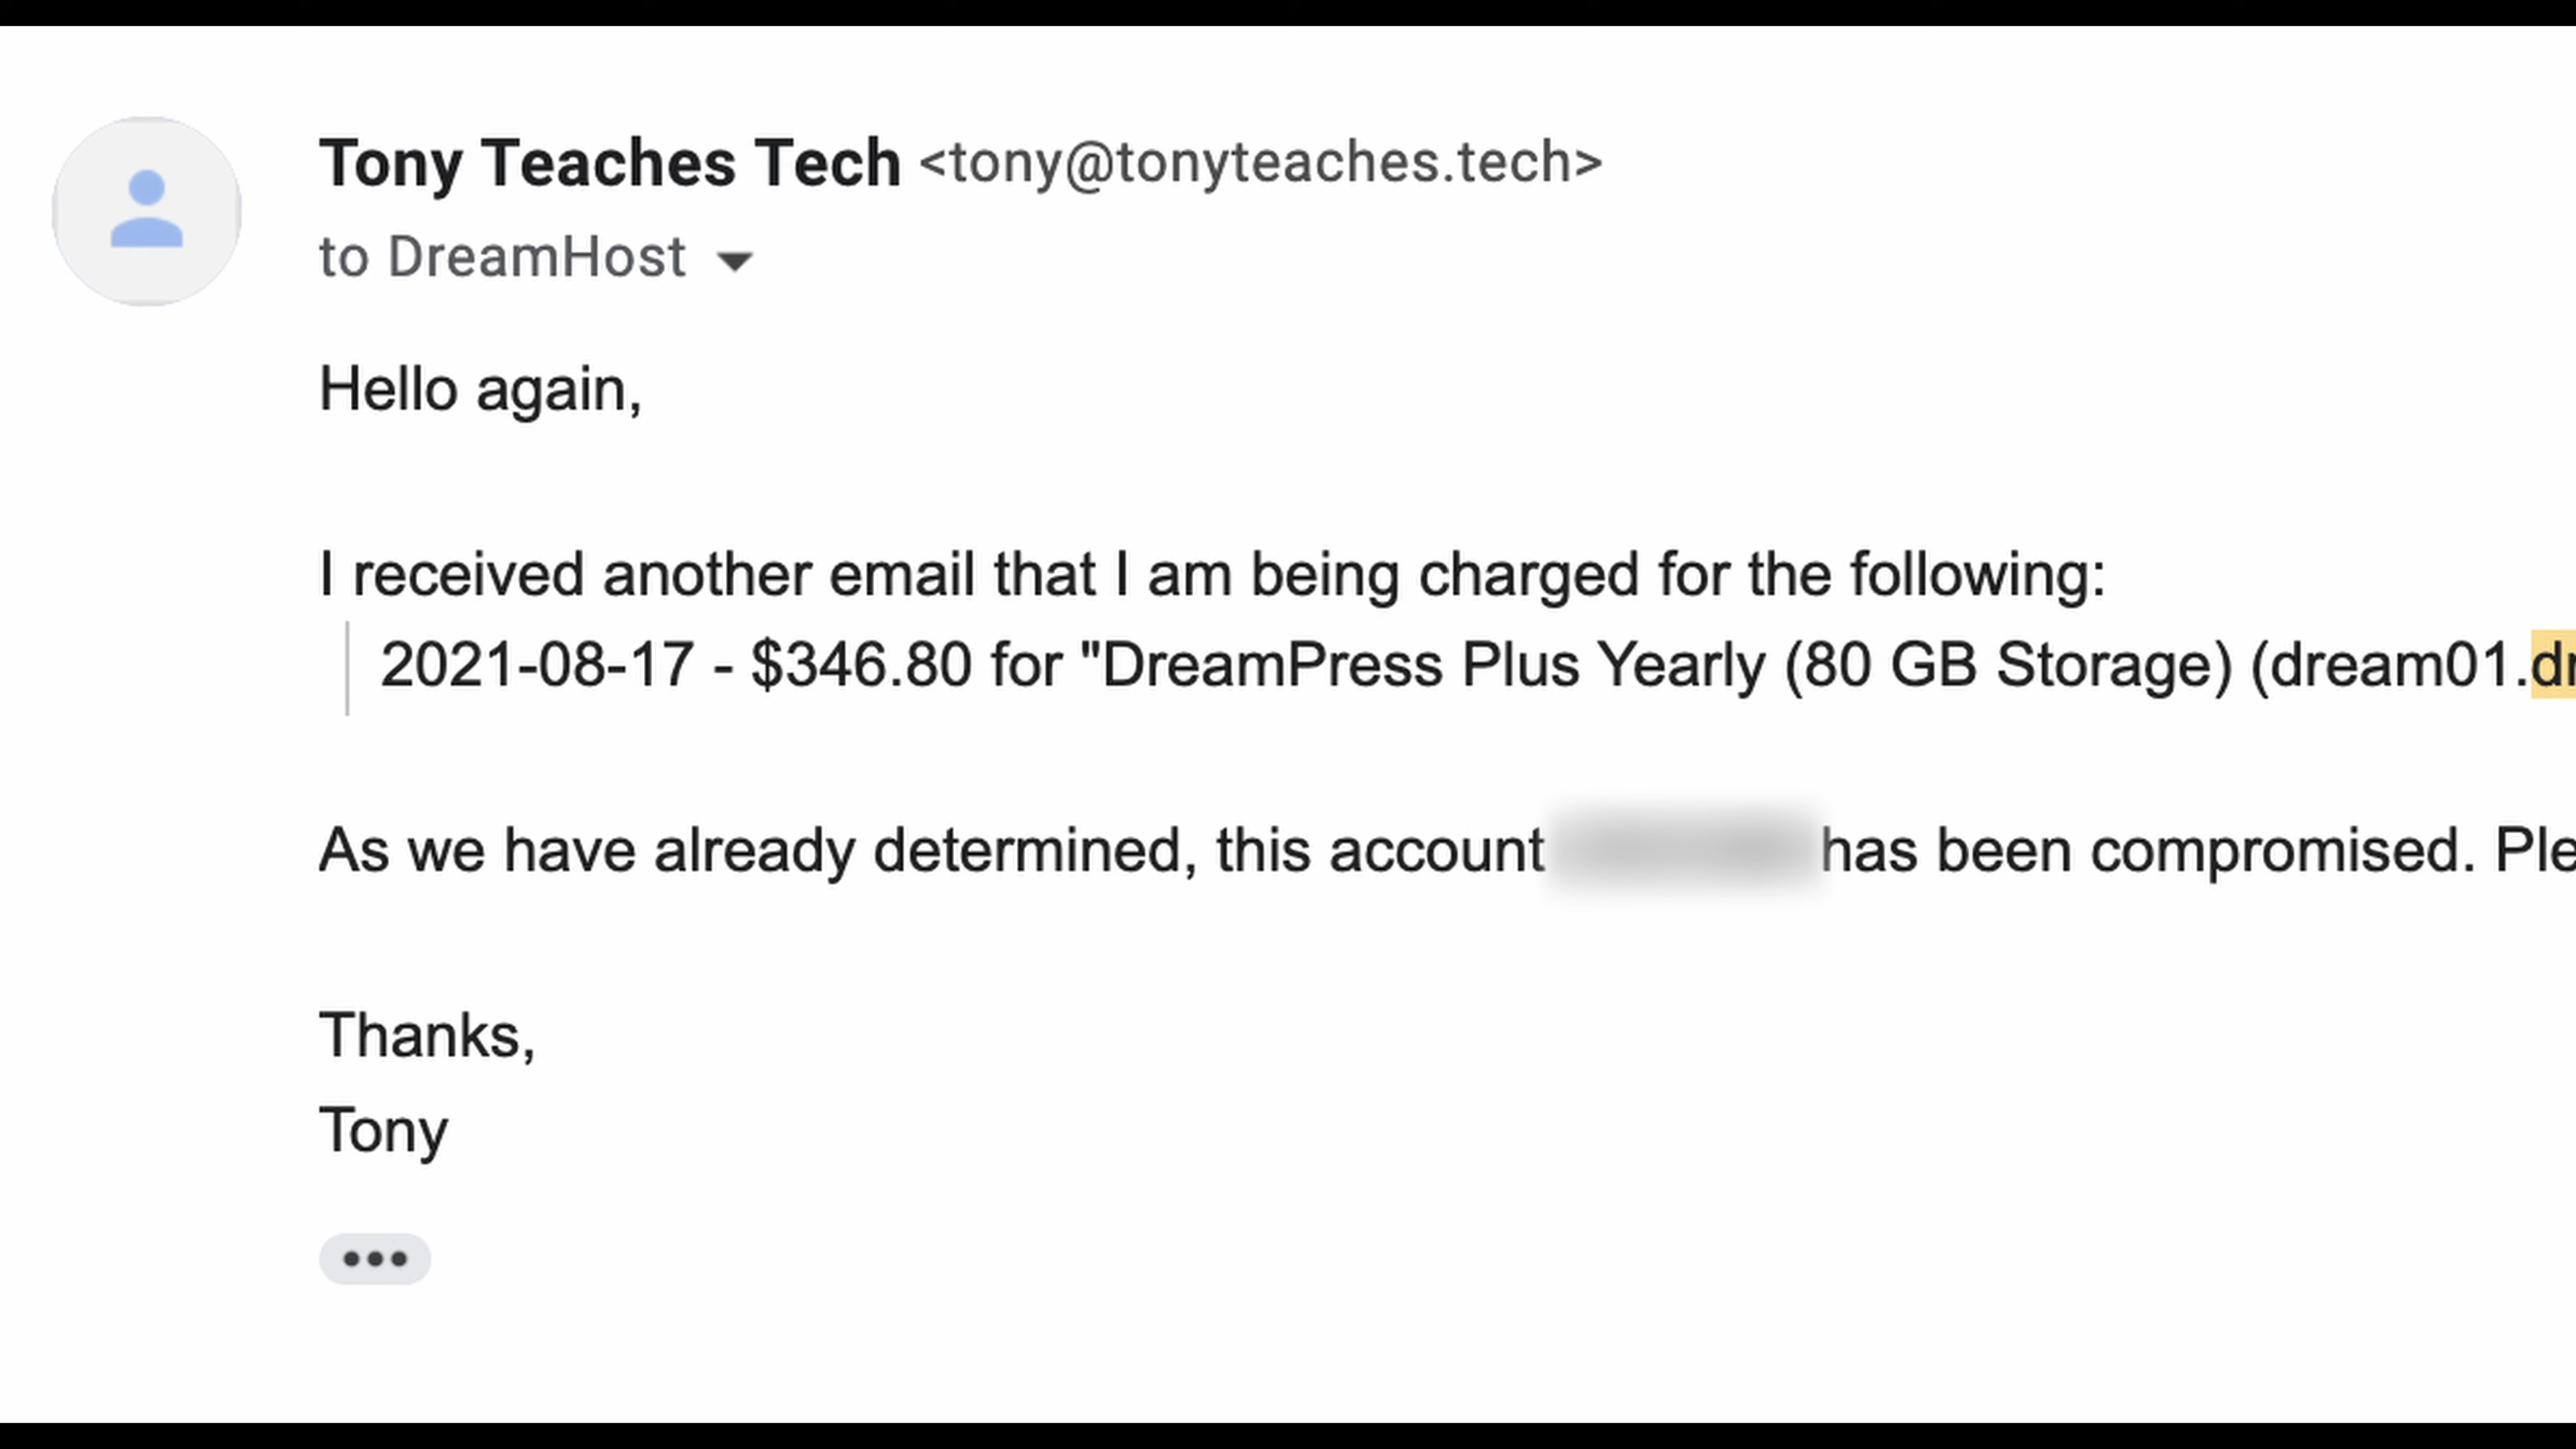 Tony Teaches Tech <tony@tonyteaches.tech>
to DreamHost
Hello again,
I received another email that I am being charged for the following:
2021-08-17 - $346.80 for "DreamPress Plus Yearly (80 GB Storage) (dream01.
As we have already determined, this account has been compromised.
Thanks,
Tony